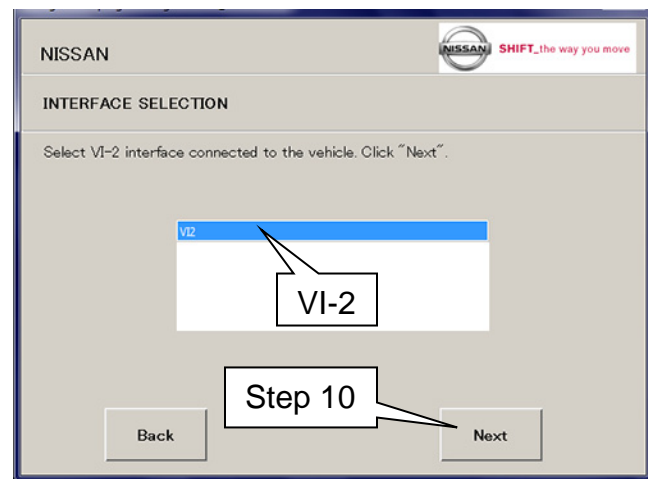 NISSAN
NISSAN SHIFT_the way you move
INTERFACE SELECTION
Select VI-2 interface connected to the vehicle. Click "Next".
VI2
VI-2
Step 10
Back
Next